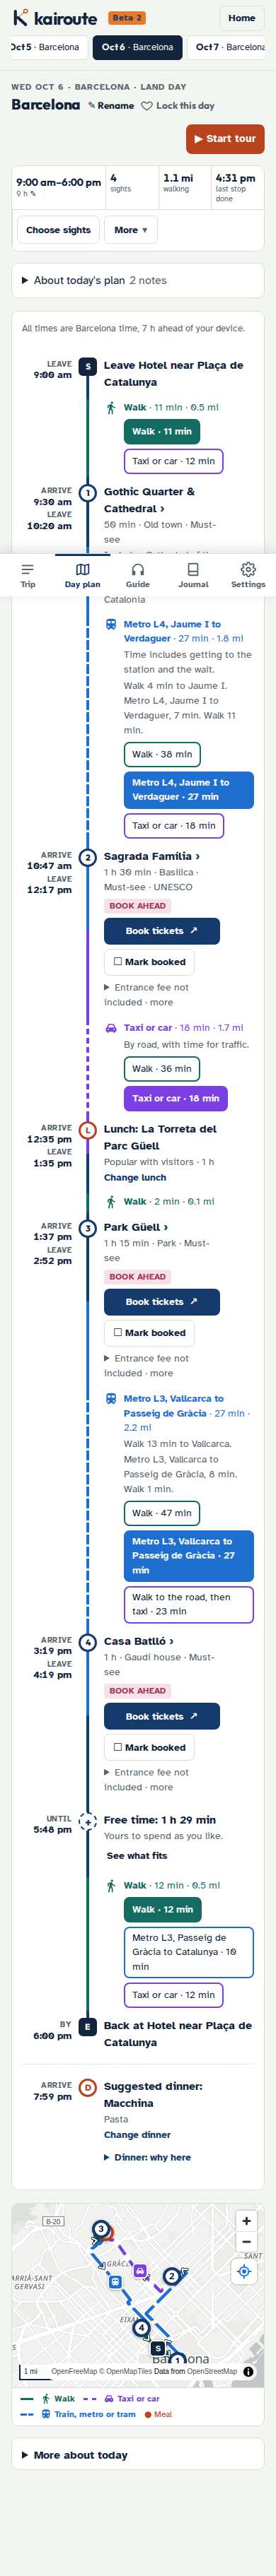 kairoute Beta 2 Home
Oct 5 · Barcelona Oct 6 · Barcelona Oct 7 · Barcelona
WED OCT 6 · BARCELONA · LAND DAY
Barcelona ✎ Rename ♡ Lock this day
▶ Start tour
9:00 am–6:00 pm
9 h ✎
4
sights
1.1 mi
walking
4:31 pm
last stop
done
Choose sights More ▾
▶ About today's plan 2 notes
All times are Barcelona time, 7 h ahead of your device.
LEAVE
9:00 am
S
Leave Hotel near Plaça de
Catalunya
Walk · 11 min · 0.5 mi
Walk · 11 min
Taxi or car · 12 min
ARRIVE
9:30 am
LEAVE
10:20 am
1
Gothic Quarter &
Cathedral ›
50 min · Old town · Must-
see
Trip Day plan Guide Journal Settings
Catalonia
Metro L4, Jaume I to
Verdaguer · 27 min · 1.8 mi
Time includes getting to the
station and the wait.
Walk 4 min to Jaume I.
Metro L4, Jaume I to
Verdaguer, 7 min. Walk 11
min.
Walk · 38 min
Metro L4, Jaume I to
Verdaguer · 27 min
Taxi or car · 18 min
ARRIVE
10:47 am
LEAVE
12:17 pm
2
Sagrada Família ›
1 h 30 min · Basilica ·
Must-see · UNESCO
BOOK AHEAD
Book tickets ↗
☐ Mark booked
▶ Entrance fee not
included · more
Taxi or car · 18 min · 1.7 mi
By road, with time for traffic.
Walk · 36 min
Taxi or car · 18 min
ARRIVE
12:35 pm
LEAVE
1:35 pm
L
Lunch: La Torreta del
Parc Güell
Popular with visitors · 1 h
Change lunch
Walk · 2 min · 0.1 mi
ARRIVE
1:37 pm
LEAVE
2:52 pm
3
Park Güell ›
1 h 15 min · Park · Must-
see
BOOK AHEAD
Book tickets ↗
☐ Mark booked
▶ Entrance fee not
included · more
Metro L3, Vallcarca to
Passeig de Gràcia · 27 min ·
2.2 mi
Walk 13 min to Vallcarca.
Metro L3, Vallcarca to
Passeig de Gràcia, 8 min.
Walk 1 min.
Walk · 47 min
Metro L3, Vallcarca to
Passeig de Gràcia · 27
min
Walk to the road, then
taxi · 23 min
ARRIVE
3:19 pm
LEAVE
4:19 pm
4
Casa Batlló ›
1 h · Gaudí house · Must-
see
BOOK AHEAD
Book tickets ↗
☐ Mark booked
▶ Entrance fee not
included · more
UNTIL
5:48 pm
+
Free time: 1 h 29 min
Yours to spend as you like.
See what fits
Walk · 12 min · 0.5 mi
Walk · 12 min
Metro L3, Passeig de
Gràcia to Catalunya · 10
min
Taxi or car · 12 min
BY
6:00 pm
E
Back at Hotel near Plaça de
Catalunya
ARRIVE
7:59 pm
D
Suggested dinner:
Macchina
Pasta
Change dinner
▶ Dinner: why here
B-20
3
GRÀCIA
SANT
ARRIÀ-SANT
GERVASI
2
EIXAM
4
S
1
1 mi OpenFreeMap © OpenMapTiles Data from OpenStreetMap
Walk Taxi or car
Train, metro or tram Meal
▶ More about today